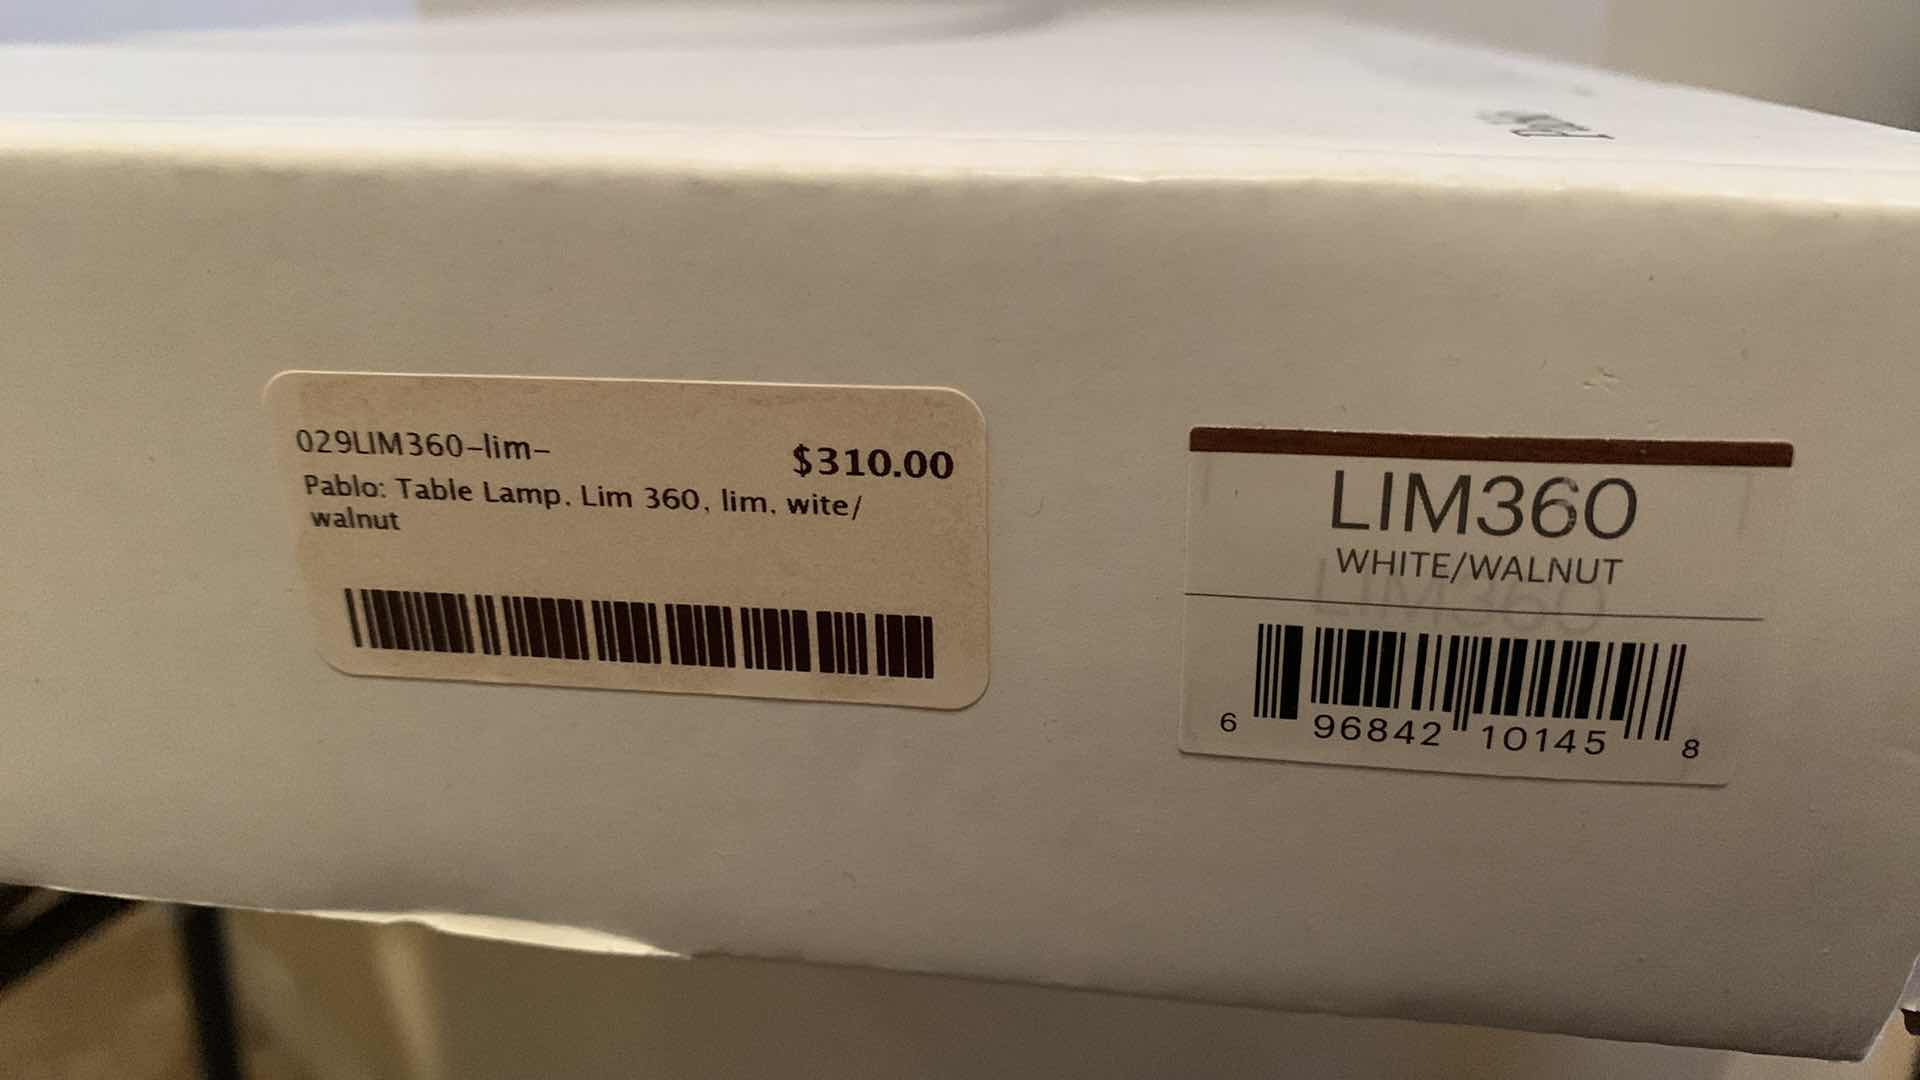 029LIM360-lim-
$310.00
Pablo: Table Lamp, Lim 360, lim, wite/
walnut
LIM360
WHITE/WALNUT
LIM360
6 96842 10145 8